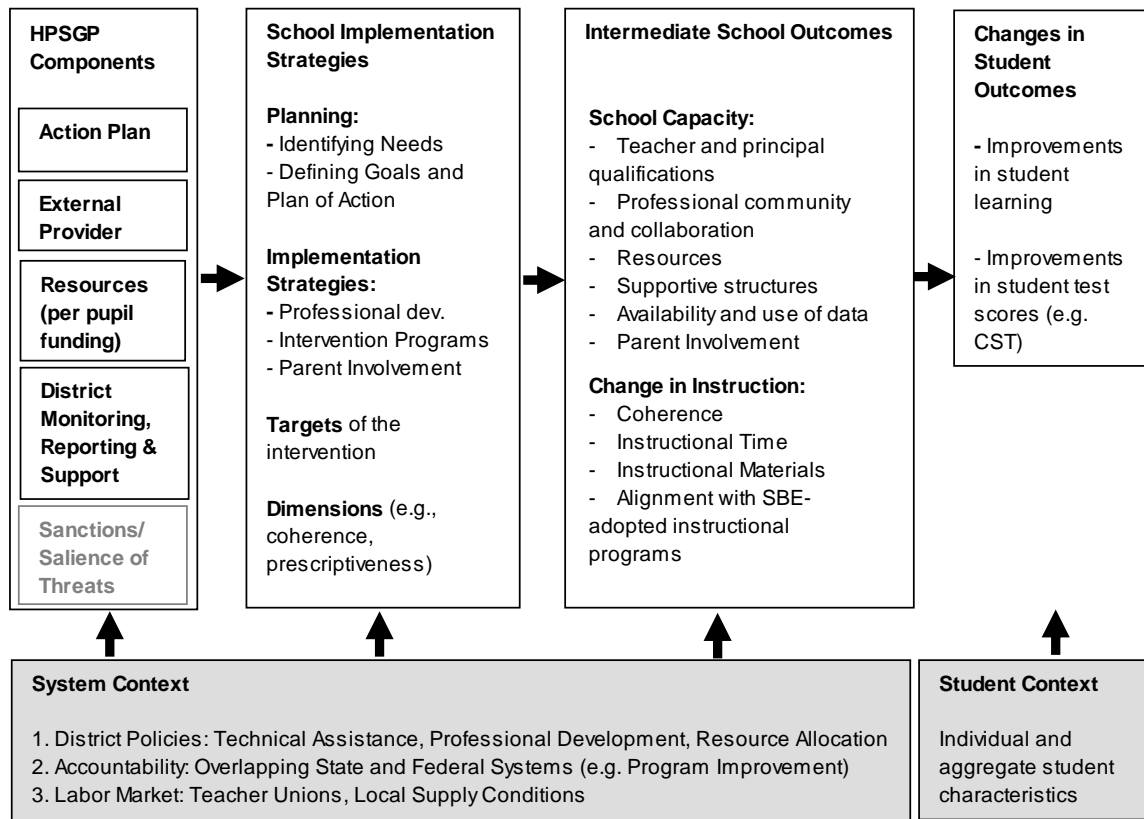 HPSGP
Components
Action Plan
External
Provider
Resources
(per pupil
funding)
District
Monitoring,
Reporting &
Support
Sanctions/
Salience of
Threats
School Implementation
Strategies
Planning:
- Identifying Needs
- Defining Goals and
Plan of Action
Implementation
Strategies:
- Professional dev.
- Intervention Programs
- Parent Involvement
Targets of the
intervention
Dimensions (e.g.,
coherence,
prescriptiveness)
Intermediate School Outcomes
School Capacity:
- Teacher and principal
qualifications
- Professional community
and collaboration
- Resources
- Supportive structures
- Availability and use of data
- Parent Involvement
Change in Instruction:
- Coherence
- Instructional Time
- Instructional Materials
- Alignment with SBE-
adopted instructional
programs
Changes in
Student
Outcomes
- Improvements
in student
learning
- Improvements
in student test
scores (e.g.
CST)
System Context
1. District Policies: Technical Assistance, Professional Development, Resource Allocation
2. Accountability: Overlapping State and Federal Systems (e.g. Program Improvement)
3. Labor Market: Teacher Unions, Local Supply Conditions
Student Context
Individual and
aggregate student
characteristics